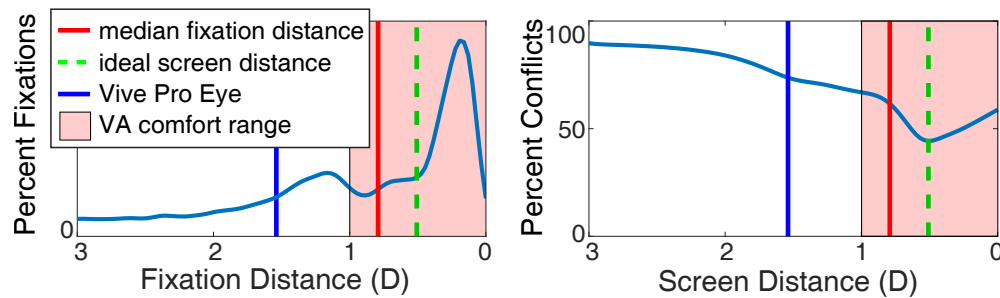 Percent Fixations
median fixation distance
ideal screen distance
Vive Pro Eye
VA comfort range
0
3 2 1 0
Fixation Distance (D)
Percent Conflicts
100
50
0
3 2 1 0
Screen Distance (D)